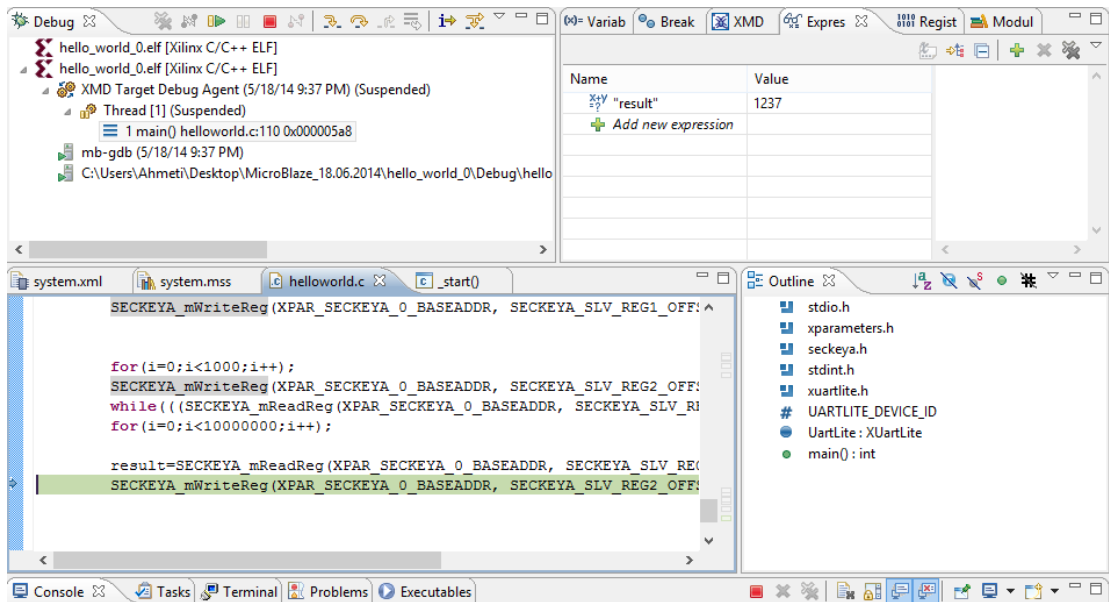 Debug
hello_world_0.elf [Xilinx C/C++ ELF]
hello_world_0.elf [Xilinx C/C++ ELF]
XMD Target Debug Agent (5/18/14 9:37 PM) (Suspended)
Thread [1] (Suspended)
1 main() helloworld.c:110 0x000005a8
mb-gdb (5/18/14 9:37 PM)
C:\Users\Ahmeti\Desktop\MicroBlaze_18.06.2014\hello_world_0\Debug\hello
(x)= Variab Break XMD Expres 1010 0101 Regist Modul
Name Value
x+y =? "result" 1237
Add new expression
system.xml system.mss helloworld.c _start()
SECKEYA_mWriteReg(XPAR_SECKEYA_0_BASEADDR, SECKEYA_SLV_REG1_OFFS
for(i=0;i<1000;i++);
SECKEYA_mWriteReg(XPAR_SECKEYA_0_BASEADDR, SECKEYA_SLV_REG2_OFFS
while(((SECKEYA_mReadReg(XPAR_SECKEYA_0_BASEADDR, SECKEYA_SLV_RE
for(i=0;i<10000000;i++);
result=SECKEYA_mReadReg(XPAR_SECKEYA_0_BASEADDR, SECKEYA_SLV_REG
SECKEYA_mWriteReg(XPAR_SECKEYA_0_BASEADDR, SECKEYA_SLV_REG2_OFFS
Outline
stdio.h
xparameters.h
seckeya.h
stdint.h
xuartlite.h
# UARTLITE_DEVICE_ID
UartLite : XUartLite
main() : int
Console Tasks Terminal Problems Executables